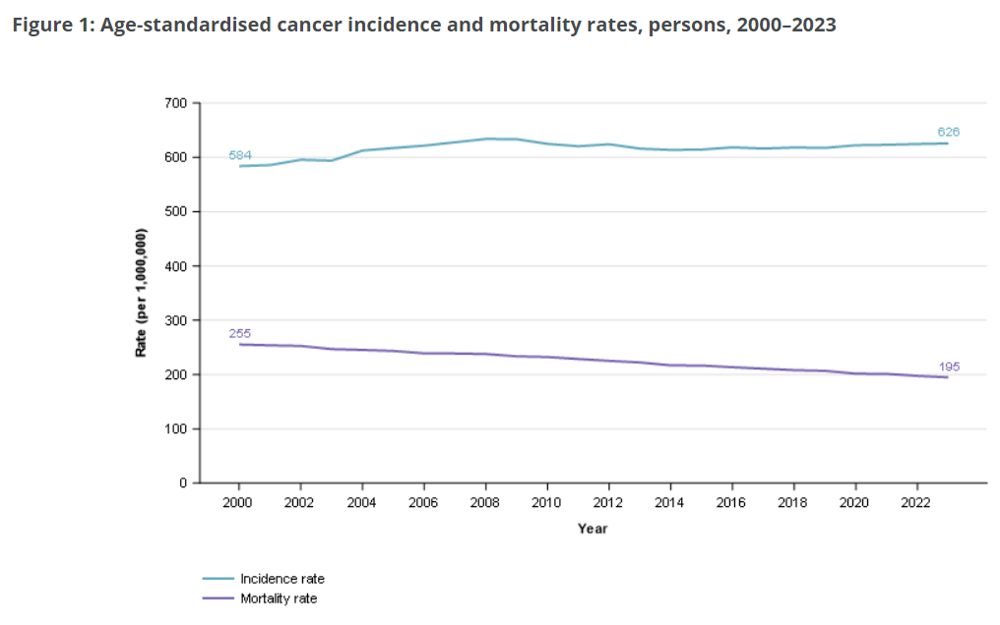 Figure 1: Age-standardised cancer incidence and mortality rates, persons, 2000–2023
700
600
500
400
300
200
100
0
Rate (per 1,000,000)
584
626
255
195
2000 2002 2004 2006 2008 2010 2012 2014 2016 2018 2020 2022
Year
Incidence rate
Mortality rate